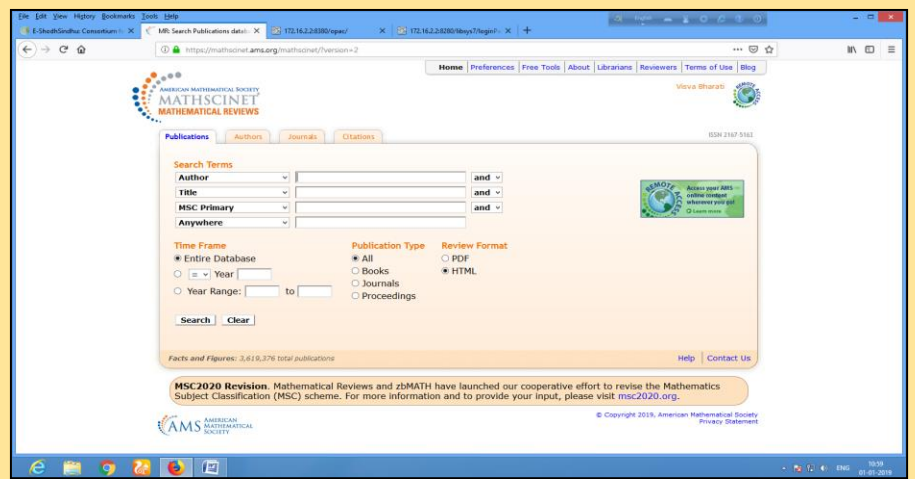 File Edit View History Bookmarks Tools Help
E-ShodhSindhu: Consortium f
MR: Search Publications datab
172.16.2.2:8380/opac/
172.16.2.2:8280/libsys7/loginP
https://mathscinet.ams.org/mathscinet/?version=2
Home Preferences Free Tools About Librarians Reviewers Terms of Use Blog
AMERICAN MATHEMATICAL SOCIETY
MATHSCINET
MATHEMATICAL REVIEWS
Visva Bharati
Publications Authors Journals Citations
ISSN 2167-5163
Search Terms
Author and
Title and
MSC Primary and
Anywhere
REMOTE ACCESS
Access your AMS
online content
wherever you go!
Learn more
Time Frame Publication Type Review Format
Entire Database All PDF
= Year Books HTML
Journals
Year Range: to
Proceedings
Search Clear
Facts and Figures: 3,619,376 total publications
Help Contact Us
MSC2020 Revision. Mathematical Reviews and zbMATH have launched our cooperative effort to revise the Mathematics
Subject Classification (MSC) scheme. For more information and to provide your input, please visit msc2020.org.
AMS AMERICAN
MATHEMATICAL
SOCIETY
© Copyright 2019, American Mathematical Society
Privacy Statement
ENG
10:59
01-01-2019